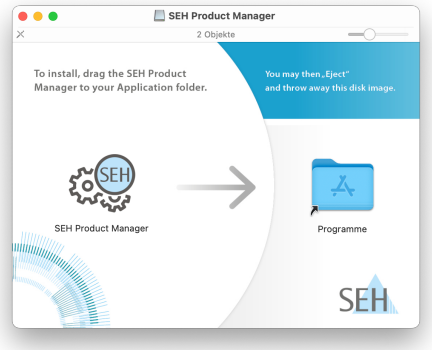 SEH Product Manager
2 Objekte
To install, drag the SEH Product
Manager to your Application folder.
You may then „Eject“
and throw away this disk image.
SEH
SEH Product Manager
Programme
SEH